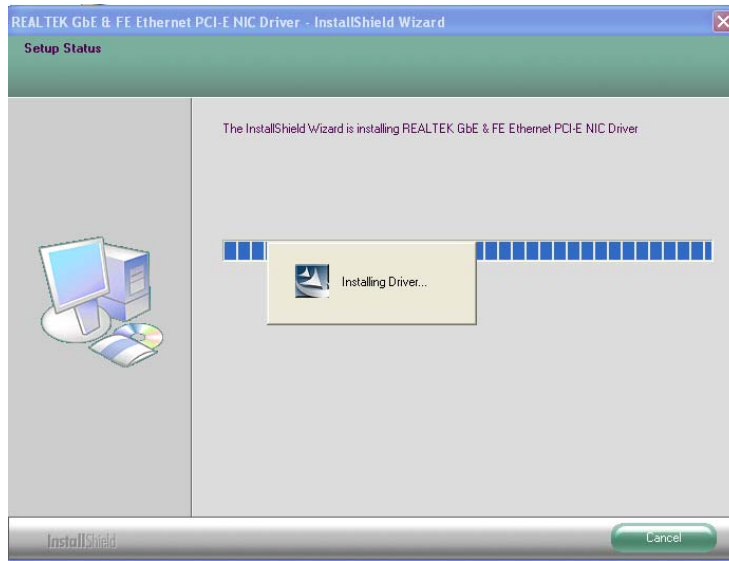 REALTEK GbE & FE Ethernet PCI-E NIC Driver - InstallShield Wizard
Setup Status
The InstallShield Wizard is installing REALTEK GbE & FE Ethernet PCI-E NIC Driver
Installing Driver...
InstallShield
Cancel